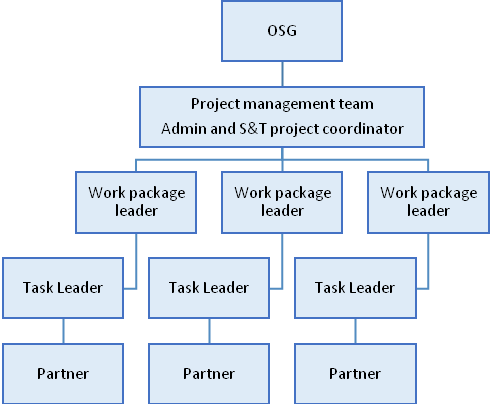 OSG
Project management team
Admin and S&T project coordinator
Work package
leader
Work package
leader
Work package
leader
Task Leader
Task Leader
Task Leader
Partner
Partner
Partner